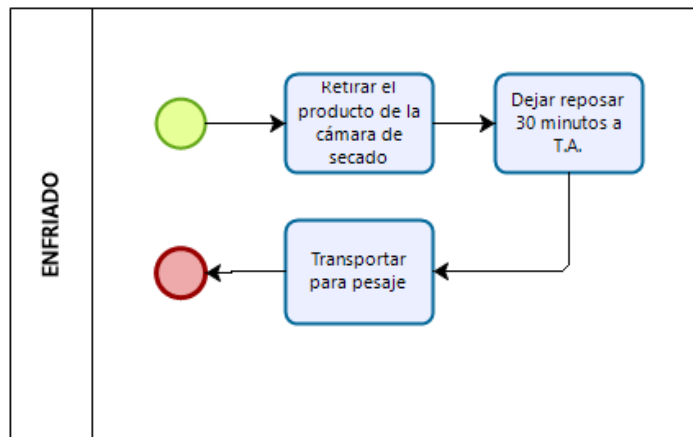 ENFRIADO
Retirar el
producto de la
cámara de
secado
Dejar reposar
30 minutos a
T.A.
Transportar
para pesaje